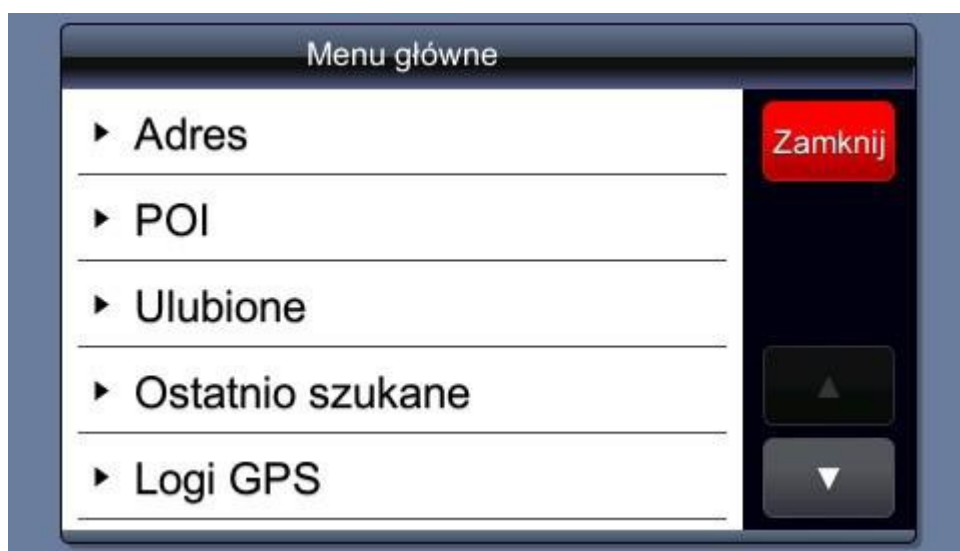 Menu główne
Adres
Zamknij
POI
Ulubione
Ostatnio szukane
Logi GPS